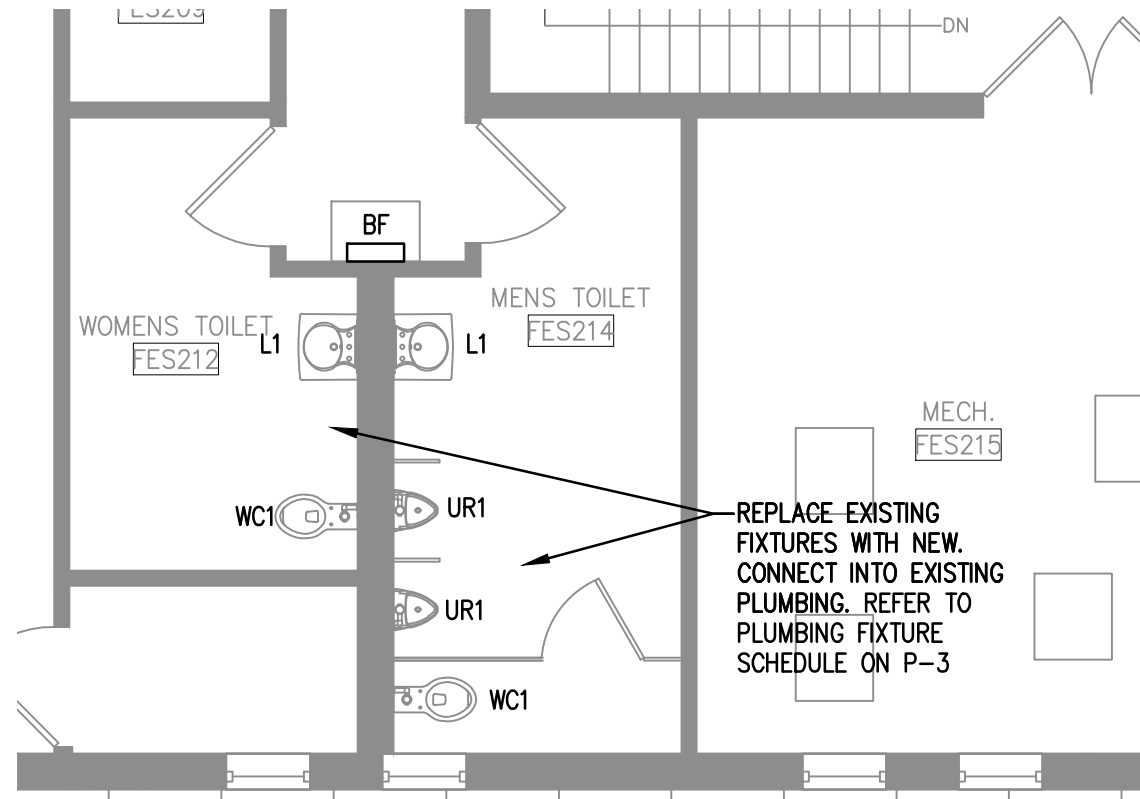 DN
BF
MENS TOILET
FES214
WOMENS TOILET
FES212
L1
L1
MECH.
FES215
WC1
UR1
REPLACE EXISTING
FIXTURES WITH NEW.
CONNECT INTO EXISTING
PLUMBING. REFER TO
PLUMBING FIXTURE
SCHEDULE ON P-3
UR1
WC1